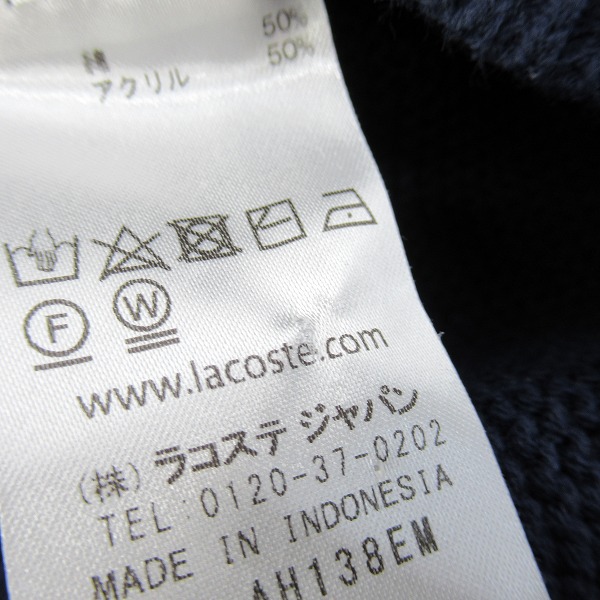 綿 50%
アクリル 50%
F W
www.lacoste.com
(株) ラコステ ジャパン
TEL:0120-37-0202
MADE IN INDONESIA
AH138EM